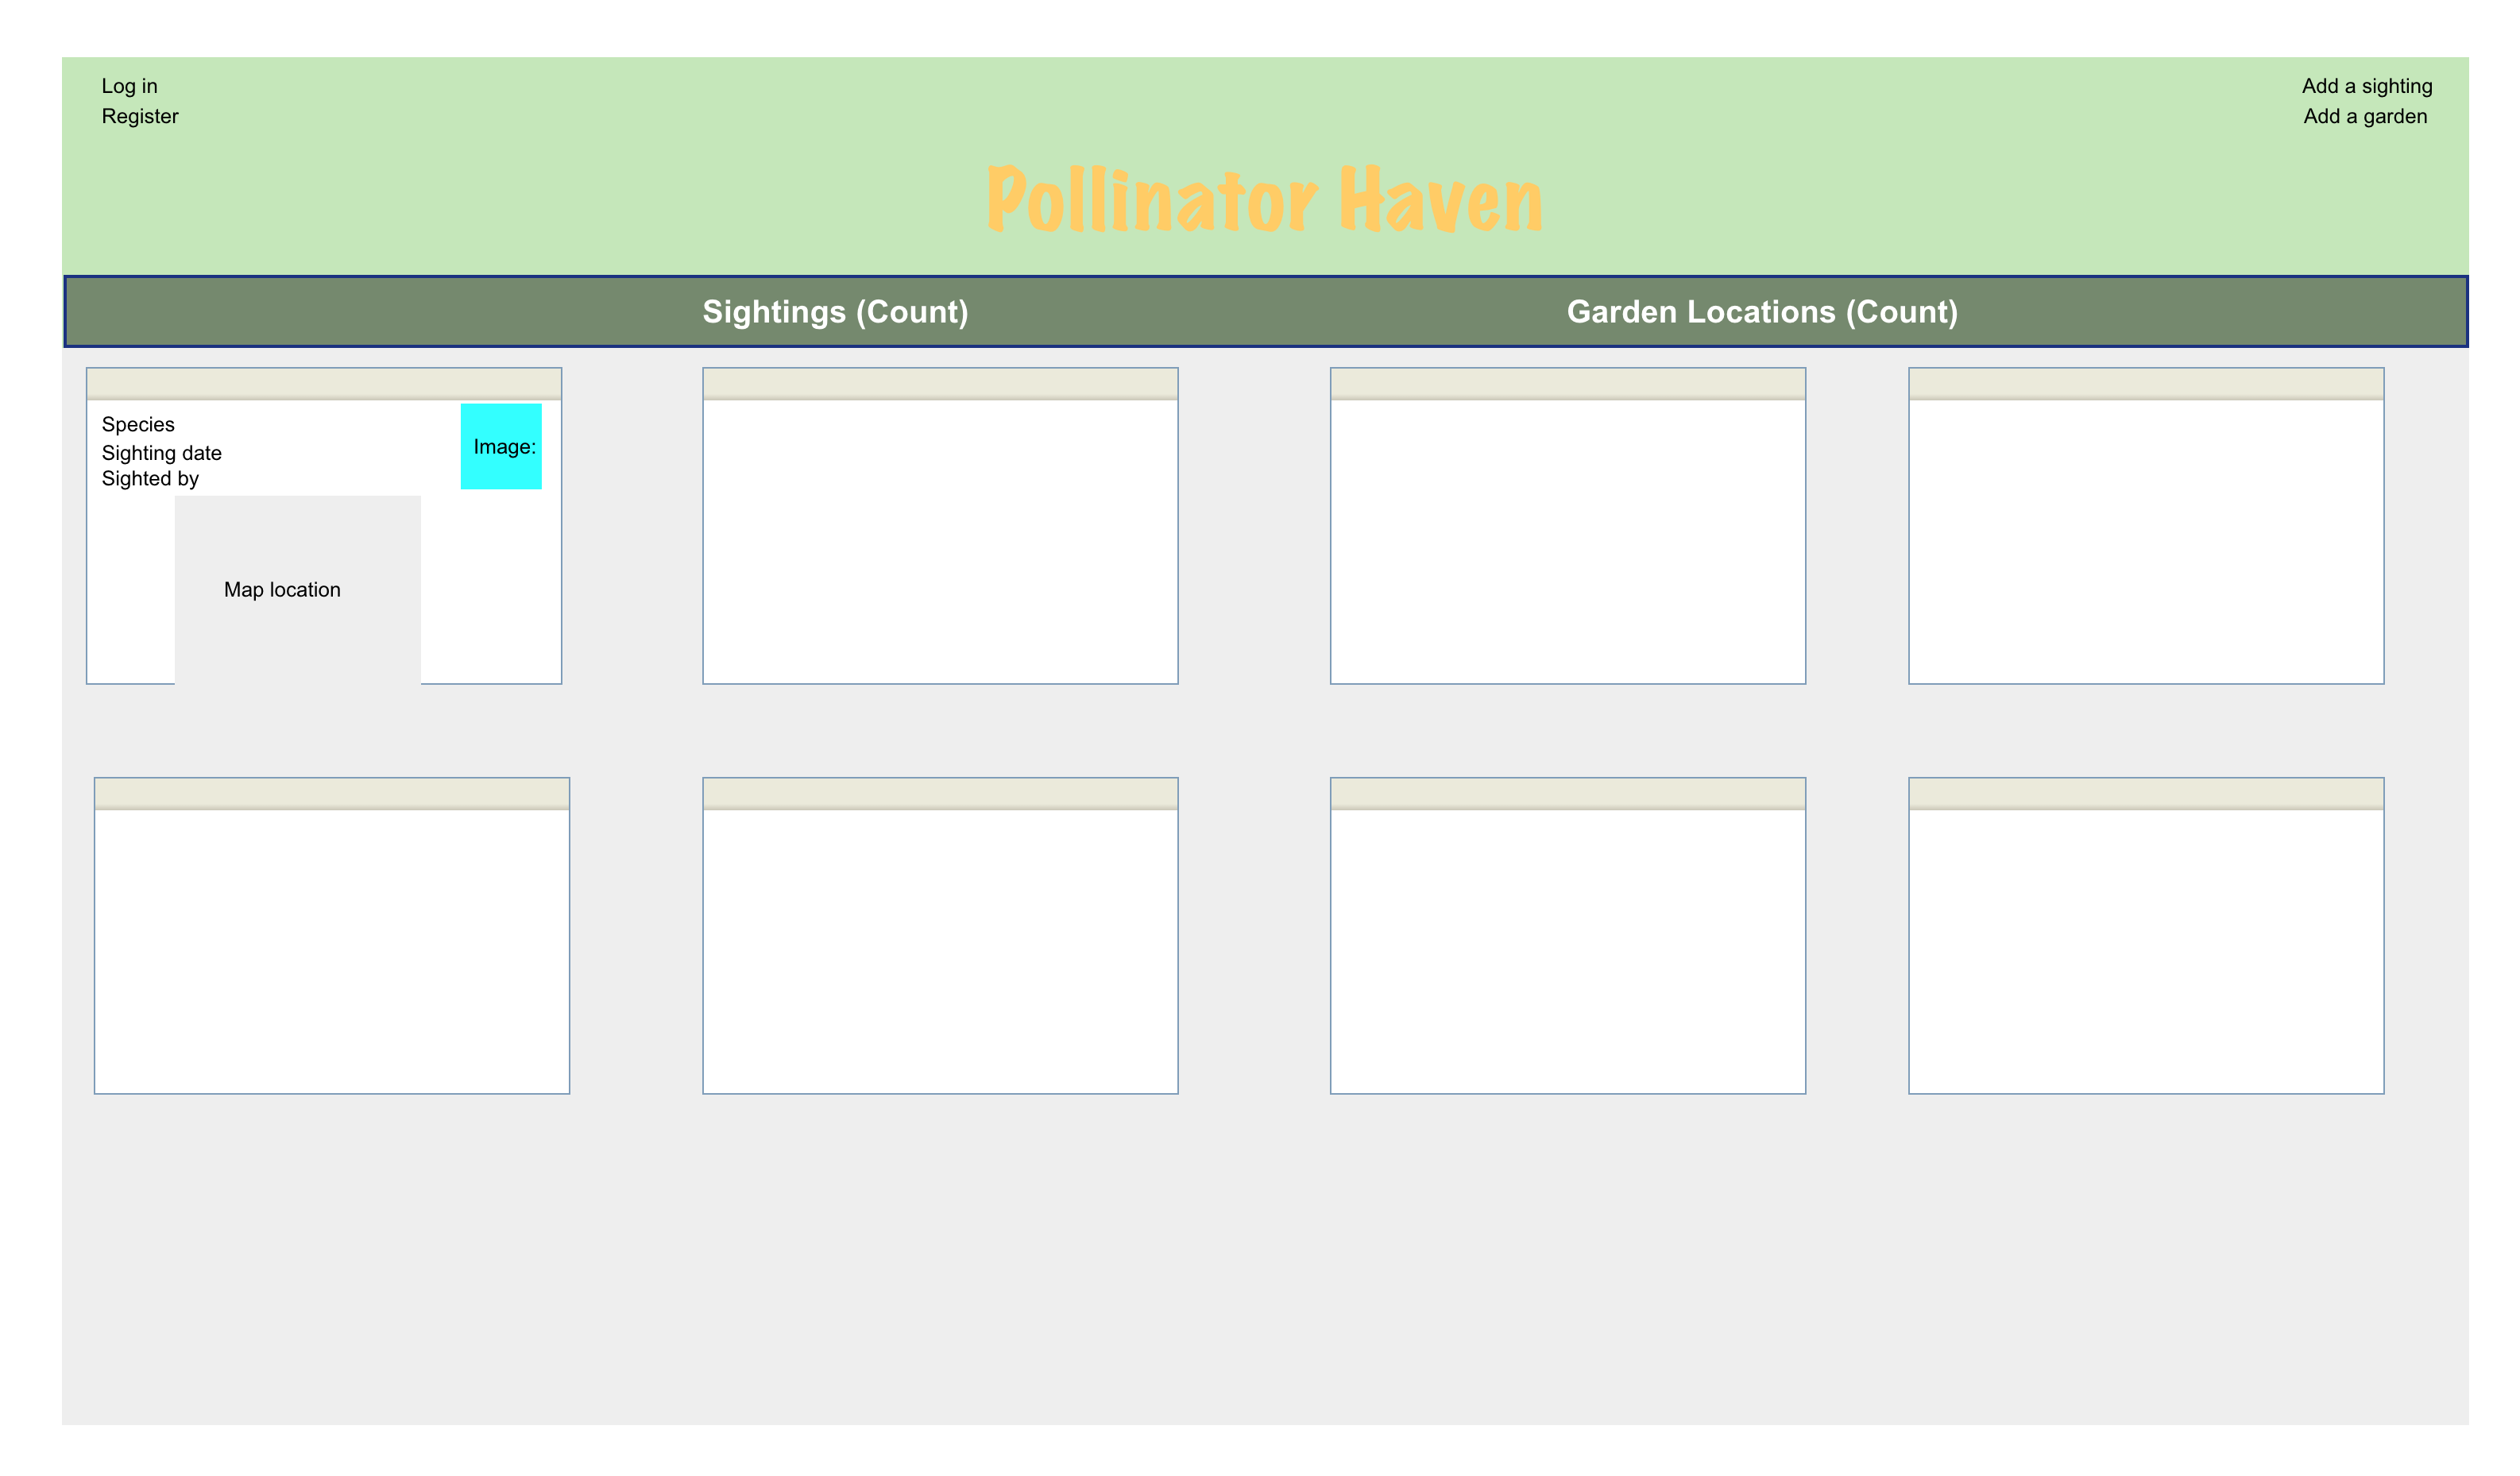 Log in
Register
Add a sighting
Add a garden
Pollinator Haven
Sightings (Count)
Garden Locations (Count)
Species
Sighting date
Sighted by
Image:
Map location